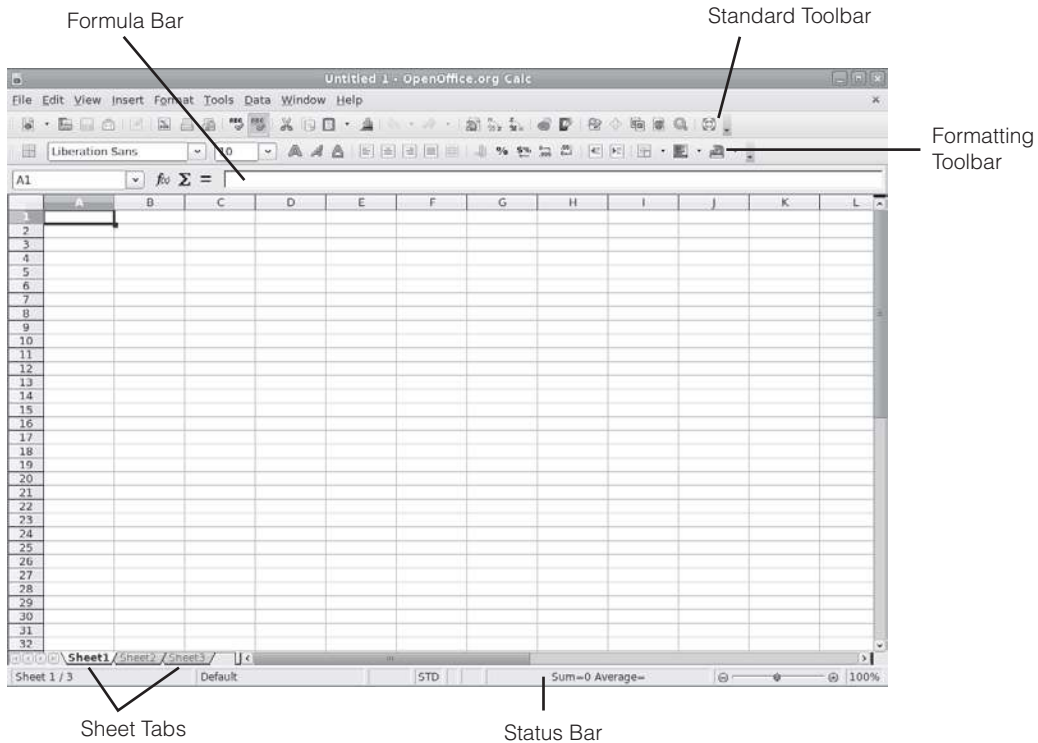 Formula Bar
Standard Toolbar
Untitled 1 - OpenOffice.org Calc
File Edit View Insert Format Tools Data Window Help
Formatting
Toolbar
Liberation Sans 10
A1
A B C D E F G H I J K L
1
2
3
4
5
6
7
8
9
10
11
12
13
14
15
16
17
18
19
20
21
22
23
24
25
26
27
28
29
30
31
32
Sheet1 Sheet2 Sheet3
Sheet 1 / 3 Default STD Sum=0 Average= 100%
Sheet Tabs
Status Bar